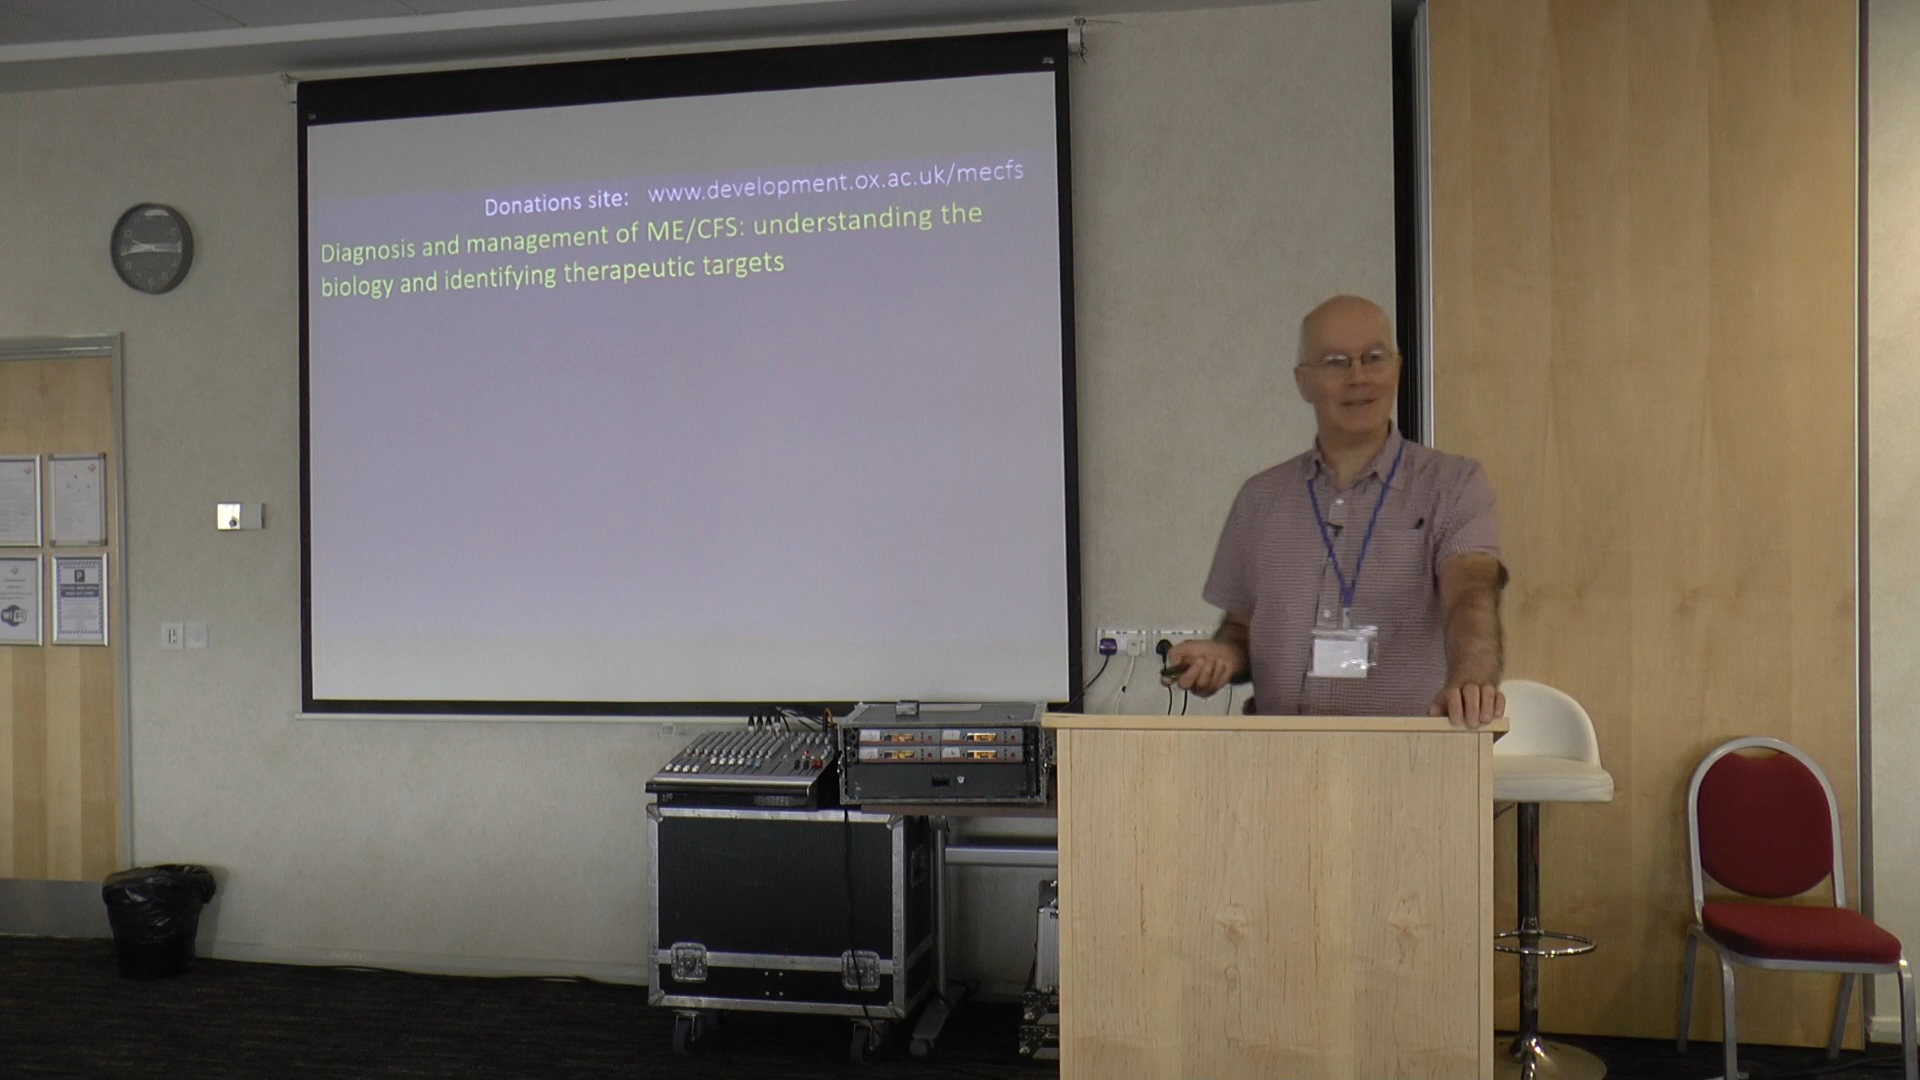 Donations site: www.development.ox.ac.uk/mecfs
Diagnosis and management of ME/CFS: understanding the
biology and identifying therapeutic targets
P
WiFi